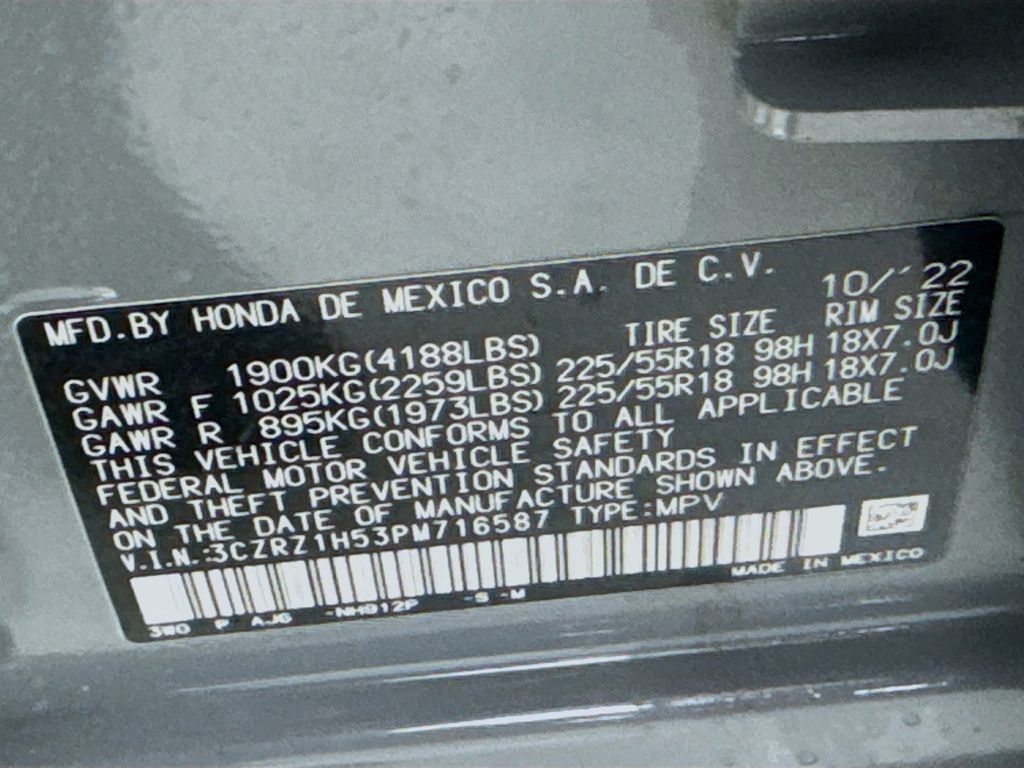 MFD.BY HONDA DE MEXICO S.A. DE C.V. 10/'22
TIRE SIZE RIM SIZE
GVWR 1900KG(4188LBS)
GAWR F 1025KG(2259LBS) 225/55R18 98H 18X7.0J
GAWR R 895KG(1973LBS) 225/55R18 98H 18X7.0J
THIS VEHICLE CONFORMS TO ALL APPLICABLE
FEDERAL MOTOR VEHICLE SAFETY
AND THEFT PREVENTION STANDARDS IN EFFECT
ON THE DATE OF MANUFACTURE SHOWN ABOVE.
V.I.N.:3CZRZ1H53PM716587 TYPE:MPV
MADE IN MEXICO
3W0 P AJG -NH912P -S -M